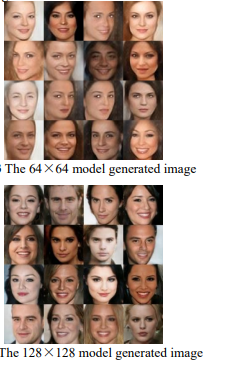 The 64×64 model generated image
The 128×128 model generated image